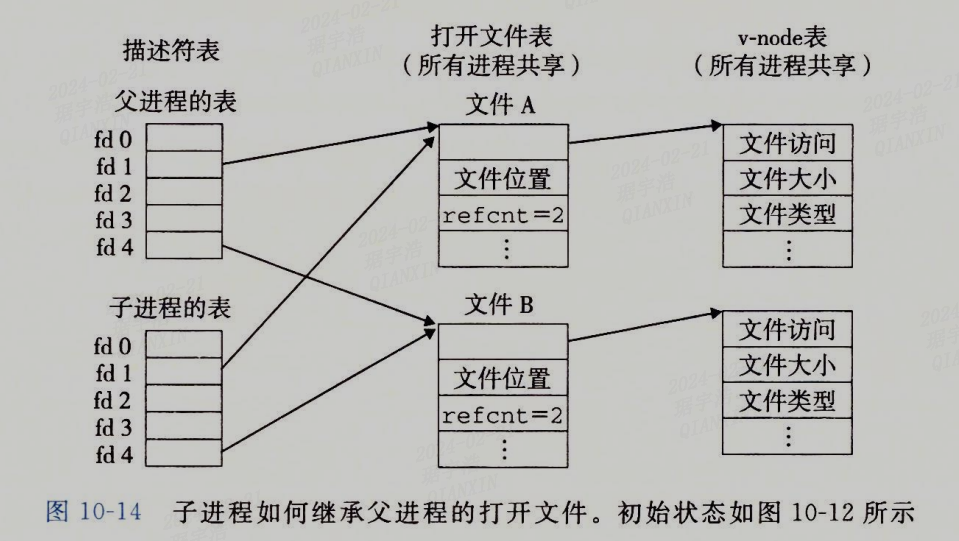 描述符表
打开文件表
（所有进程共享）
v-node表
（所有进程共享）
父进程的表
fd 0
fd 1
fd 2
fd 3
fd 4
文件 A
文件位置
refcnt=2
⋮
文件访问
文件大小
文件类型
⋮
子进程的表
fd 0
fd 1
fd 2
fd 3
fd 4
文件 B
文件位置
refcnt=2
⋮
文件访问
文件大小
文件类型
⋮
图 10-14 子进程如何继承父进程的打开文件。初始状态如图 10-12 所示
2024-02-21
QIANXIN